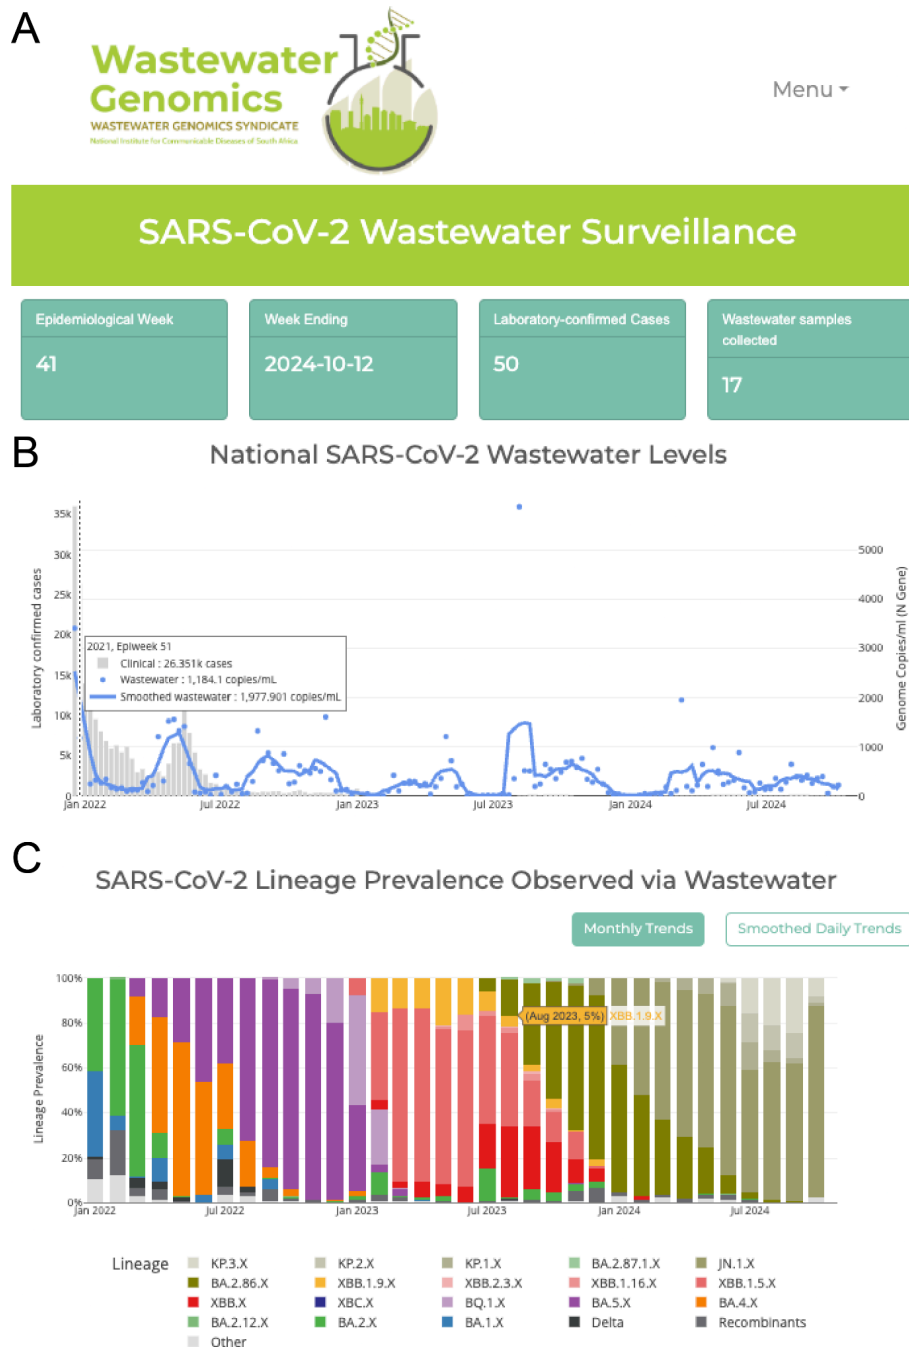 A
Wastewater
Genomics
WASTEWATER GENOMICS SYNDICATE
National Institute for Communicable Diseases of South Africa
Menu
SARS-CoV-2 Wastewater Surveillance
Epidemiological Week
41
Week Ending
2024-10-12
Laboratory-confirmed Cases
50
Wastewater samples
collected
17
B
National SARS-CoV-2 Wastewater Levels
Laboratory confirmed cases
35k
30k
25k
20k
15k
10k
5k
0
5000
4000
3000
2000
1000
0
Genome Copies/ml (N Gene)
2021, Epiweek 51
Clinical : 26.351k cases
Wastewater : 1,184.1 copies/mL
Smoothed wastewater : 1,977.901 copies/mL
Jan 2022
Jul 2022
Jan 2023
Jul 2023
Jan 2024
Jul 2024
C
SARS-CoV-2 Lineage Prevalence Observed via Wastewater
Monthly Trends
Smoothed Daily Trends
Lineage Prevalence
100%
80%
60%
40%
20%
0%
(Aug 2023, 5%) XBB.1.9.X
Jan 2022
Jul 2022
Jan 2023
Jul 2023
Jan 2024
Jul 2024
Lineage
KP.3.X
KP.2.X
KP.1.X
BA.2.87.1.X
JN.1.X
BA.2.86.X
XBB.1.9.X
XBB.2.3.X
XBB.1.16.X
XBB.1.5.X
XBB.X
XBC.X
BQ.1.X
BA.5.X
BA.4.X
BA.2.12.X
BA.2.X
BA.1.X
Delta
Recombinants
Other